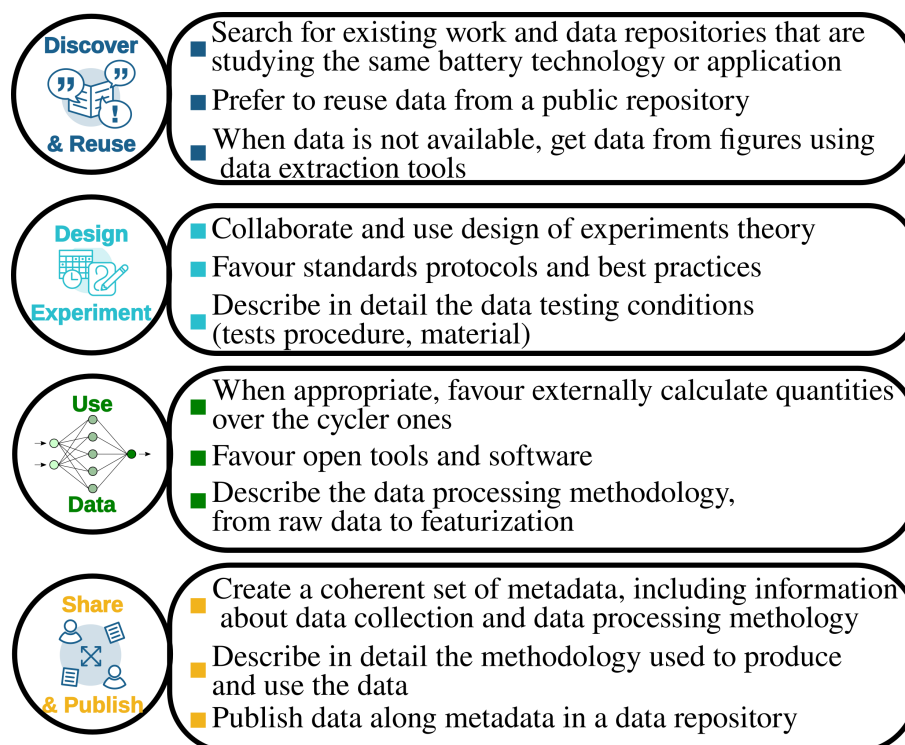 Discover
& Reuse
Search for existing work and data repositories that are
studying the same battery technology or application
Prefer to reuse data from a public repository
When data is not available, get data from figures using
data extraction tools
Design
Experiment
Collaborate and use design of experiments theory
Favour standards protocols and best practices
Describe in detail the data testing conditions
(tests procedure, material)
Use
Data
When appropriate, favour externally calculate quantities
over the cycler ones
Favour open tools and software
Describe the data processing methodology,
from raw data to featurization
Share
& Publish
Create a coherent set of metadata, including information
about data collection and data processing methology
Describe in detail the methodology used to produce
and use the data
Publish data along metadata in a data repository